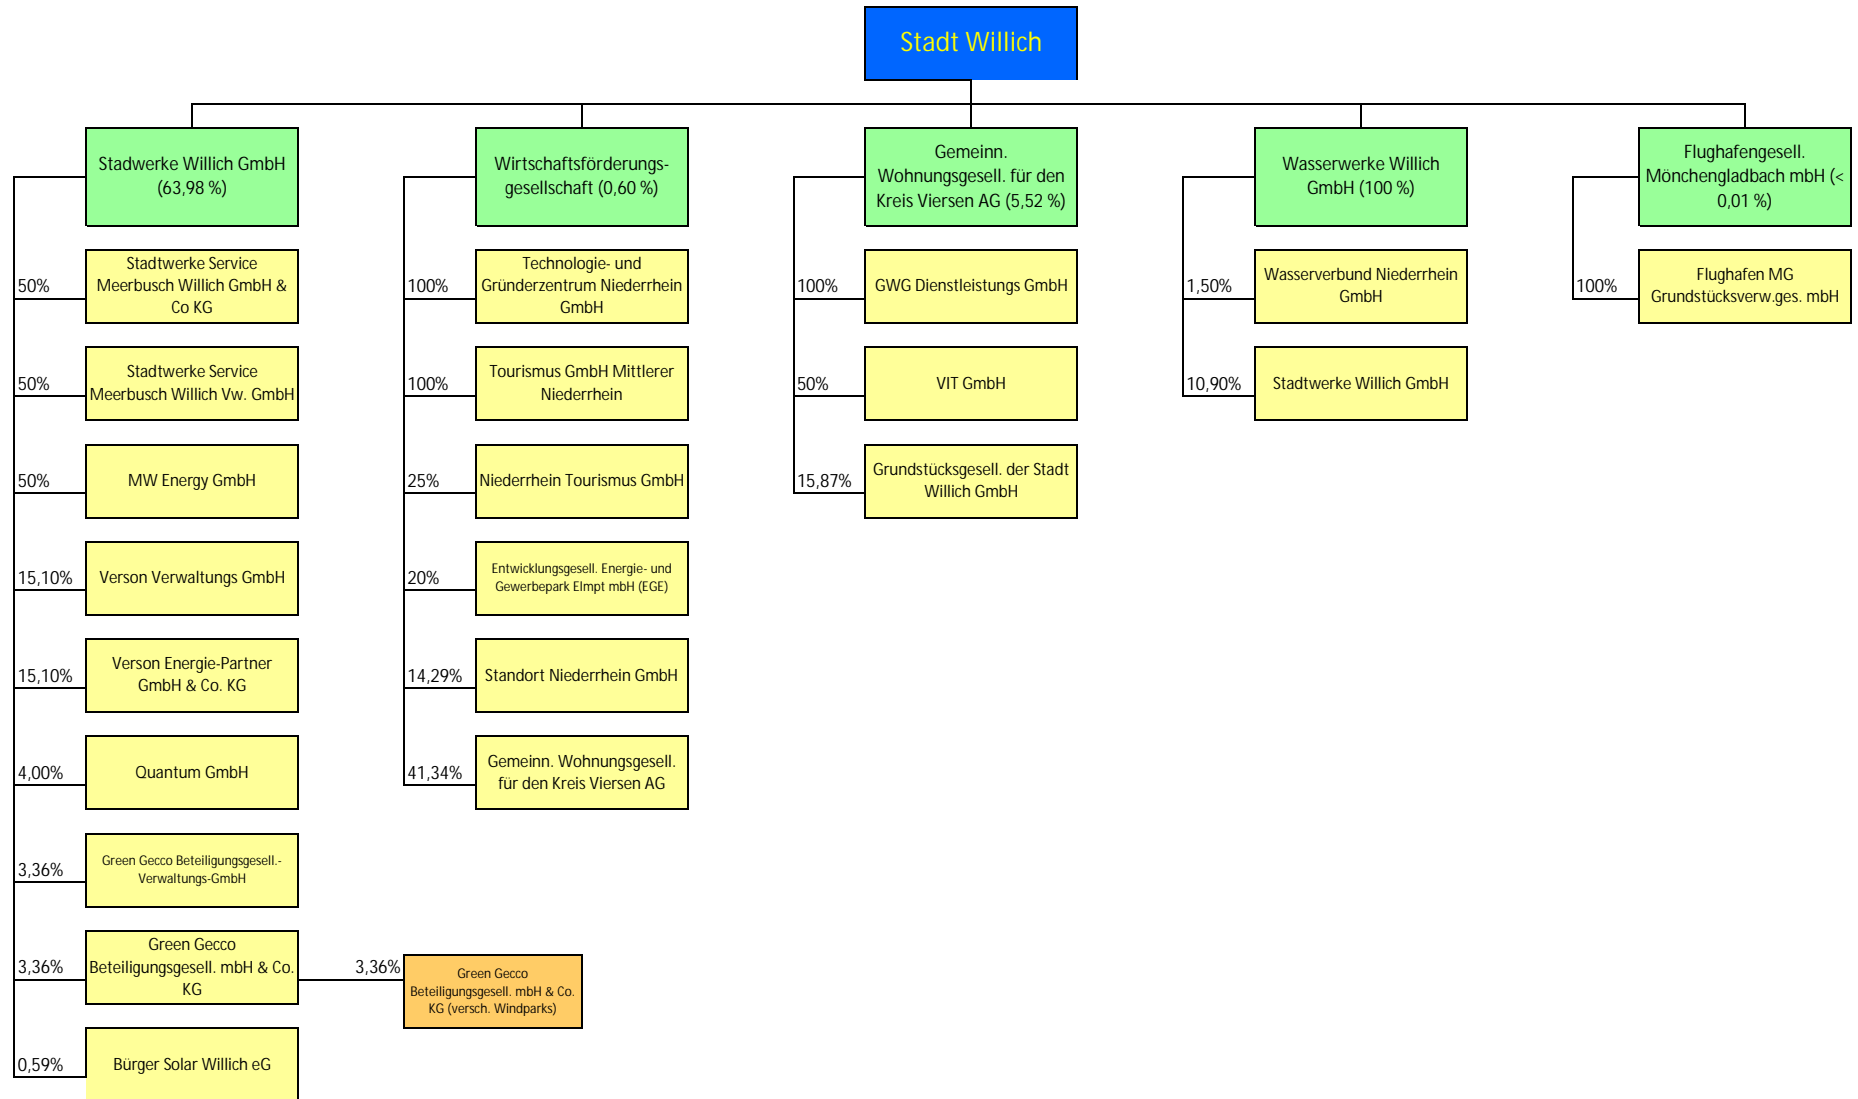 Stadt Willich
Stadwerke Willich GmbH
(63,98 %)
50%
Stadtwerke Service
Meerbusch Willich GmbH &
Co KG
50%
Stadtwerke Service
Meerbusch Willich Vw. GmbH
50%
MW Energy GmbH
15,10%
Verson Verwaltungs GmbH
15,10%
Verson Energie-Partner
GmbH & Co. KG
4,00%
Quantum GmbH
3,36%
Green Gecco Beteiligungsgesell.-
Verwaltungs-GmbH
3,36%
Green Gecco
Beteiligungsgesell. mbH & Co.
KG
3,36%
Green Gecco
Beteiligungsgesell. mbH & Co.
KG (versch. Windparks)
0,59%
Bürger Solar Willich eG
Wirtschaftsförderungs-
gesellschaft (0,60 %)
100%
Technologie- und
Gründerzentrum Niederrhein
GmbH
100%
Tourismus GmbH Mittlerer
Niederrhein
25%
Niederrhein Tourismus GmbH
20%
Entwicklungsgesell. Energie- und
Gewerbepark Elmpt mbH (EGE)
14,29%
Standort Niederrhein GmbH
41,34%
Gemeinn. Wohnungsgesell.
für den Kreis Viersen AG
Gemeinn.
Wohnungsgesell. für den
Kreis Viersen AG (5,52 %)
100%
GWG Dienstleistungs GmbH
50%
VIT GmbH
15,87%
Grundstücksgesell. der Stadt
Willich GmbH
Wasserwerke Willich
GmbH (100 %)
1,50%
Wasserverbund Niederrhein
GmbH
10,90%
Stadtwerke Willich GmbH
Flughafengesell.
Mönchengladbach mbH (<
0,01 %)
100%
Flughafen MG
Grundstücksverw.ges. mbH